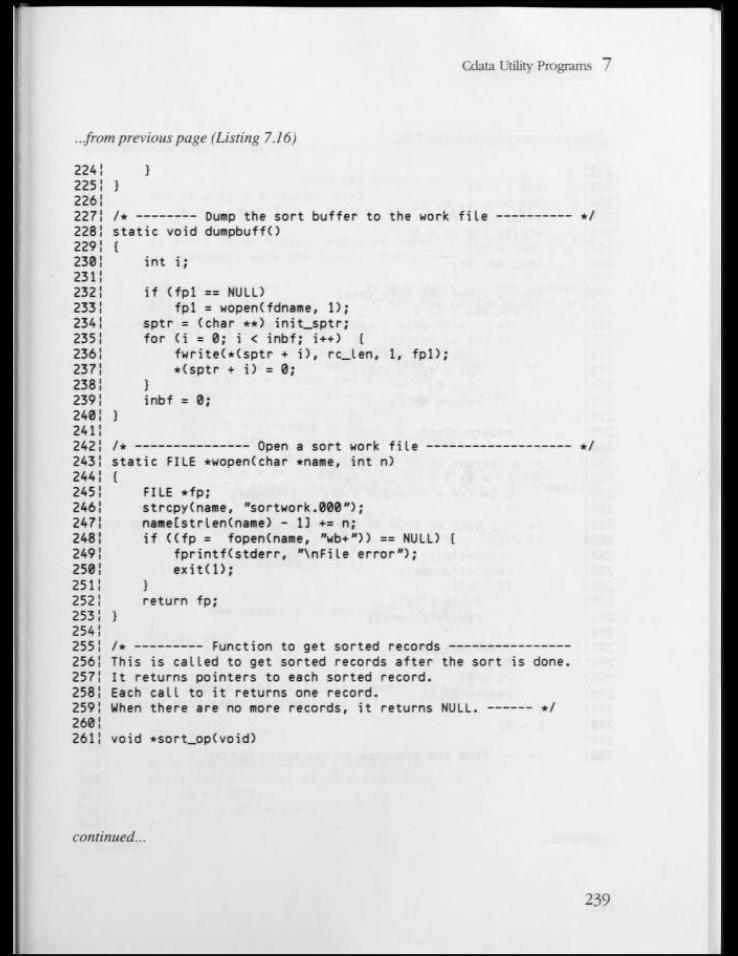 Cdata Utility Programs 7
...from previous page (Listing 7.16)
224¦     }
225¦ }
226¦
227¦ /* -------- Dump the sort buffer to the work file ---------- */
228¦ static void dumpbuff()
229¦ {
230¦     int i;
231¦
232¦     if (fp1 == NULL)
233¦         fp1 = wopen(fdname, 1);
234¦     sptr = (char **) init_sptr;
235¦     for (i = 0; i < inbf; i++)  {
236¦         fwrite(*(sptr + i), rc_len, 1, fp1);
237¦         *(sptr + i) = 0;
238¦     }
239¦     inbf = 0;
240¦ }
241¦
242¦ /* --------------- Open a sort work file ------------------- */
243¦ static FILE *wopen(char *name, int n)
244¦ {
245¦     FILE *fp;
246¦     strcpy(name, "sortwork.000");
247¦     name[strlen(name) - 1] += n;
248¦     if ((fp =  fopen(name, "wb+")) == NULL) {
249¦         fprintf(stderr, "\nFile error");
250¦         exit(1);
251¦     }
252¦     return fp;
253¦ }
254¦
255¦ /* --------- Function to get sorted records ----------------
256¦ This is called to get sorted records after the sort is done.
257¦ It returns pointers to each sorted record.
258¦ Each call to it returns one record.
259¦ When there are no more records, it returns NULL. ------ */
260¦
261¦ void *sort_op(void)
continued...
239